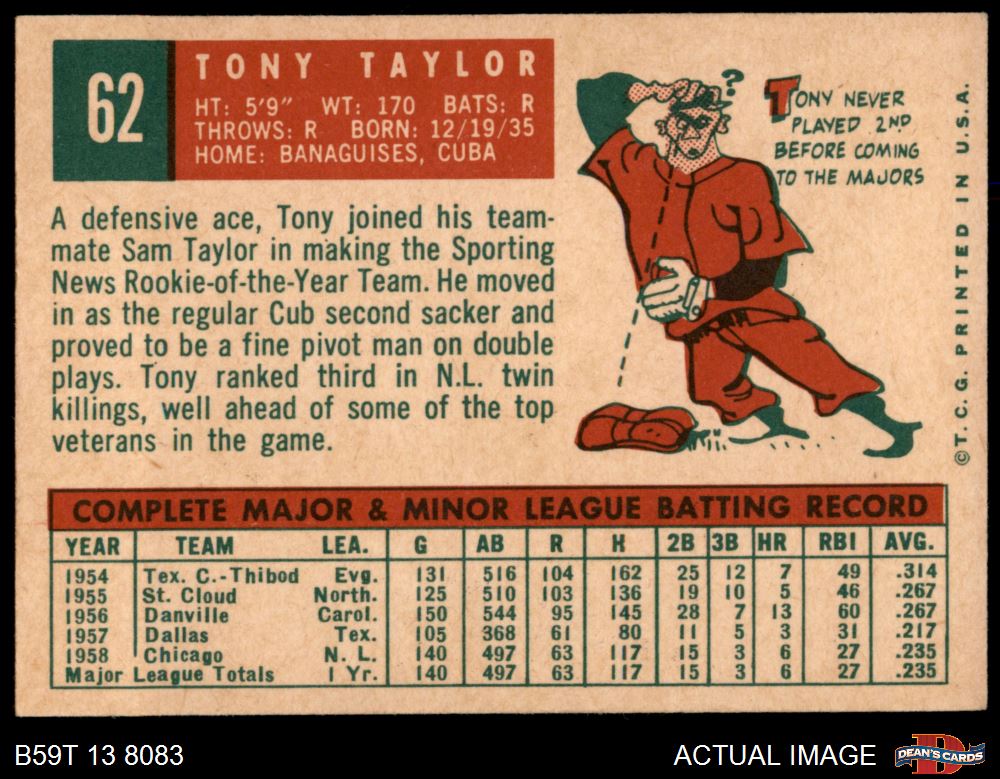 62
TONY TAYLOR
HT: 5'9" WT: 170 BATS: R
THROWS: R BORN: 12/19/35
HOME: BANAGUISES, CUBA
?
TONY NEVER
PLAYED 2ND
BEFORE COMING
TO THE MAJORS
A defensive ace, Tony joined his team-
mate Sam Taylor in making the Sporting
News Rookie-of-the-Year Team. He moved
in as the regular Cub second sacker and
proved to be a fine pivot man on double
plays. Tony ranked third in N.L. twin
killings, well ahead of some of the top
veterans in the game.
©T.C.G. PRINTED IN U.S.A.
COMPLETE MAJOR & MINOR LEAGUE BATTING RECORD
YEAR TEAM LEA. G AB R H 2B 3B HR RBI AVG.
1954 Tex. C.-Thibod Evg. 131 516 104 162 25 12 7 49 .314
1955 St. Cloud North. 125 510 103 136 19 10 5 46 .267
1956 Danville Carol. 150 544 95 145 28 7 13 60 .267
1957 Dallas Tex. 105 368 61 80 11 5 3 31 .217
1958 Chicago N. L. 140 497 63 117 15 3 6 27 .235
Major League Totals 1 Yr. 140 497 63 117 15 3 6 27 .235
B59T 13 8083
ACTUAL IMAGE
DEAN'S CARDS